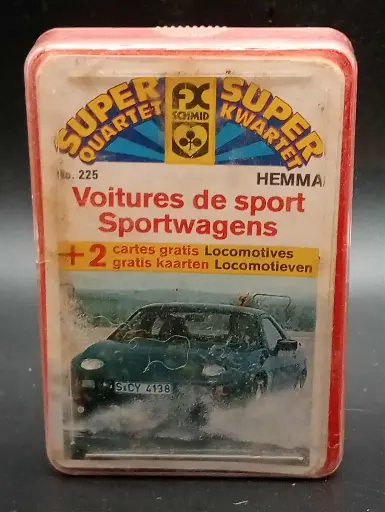 SUPER QUARTET
FX SCHMID
SUPER KWARTET
No. 225
HEMMA
Voitures de sport
Sportwagens
+ 2 cartes gratis Locomotives
gratis kaarten Locomotieven
S·CY 4138